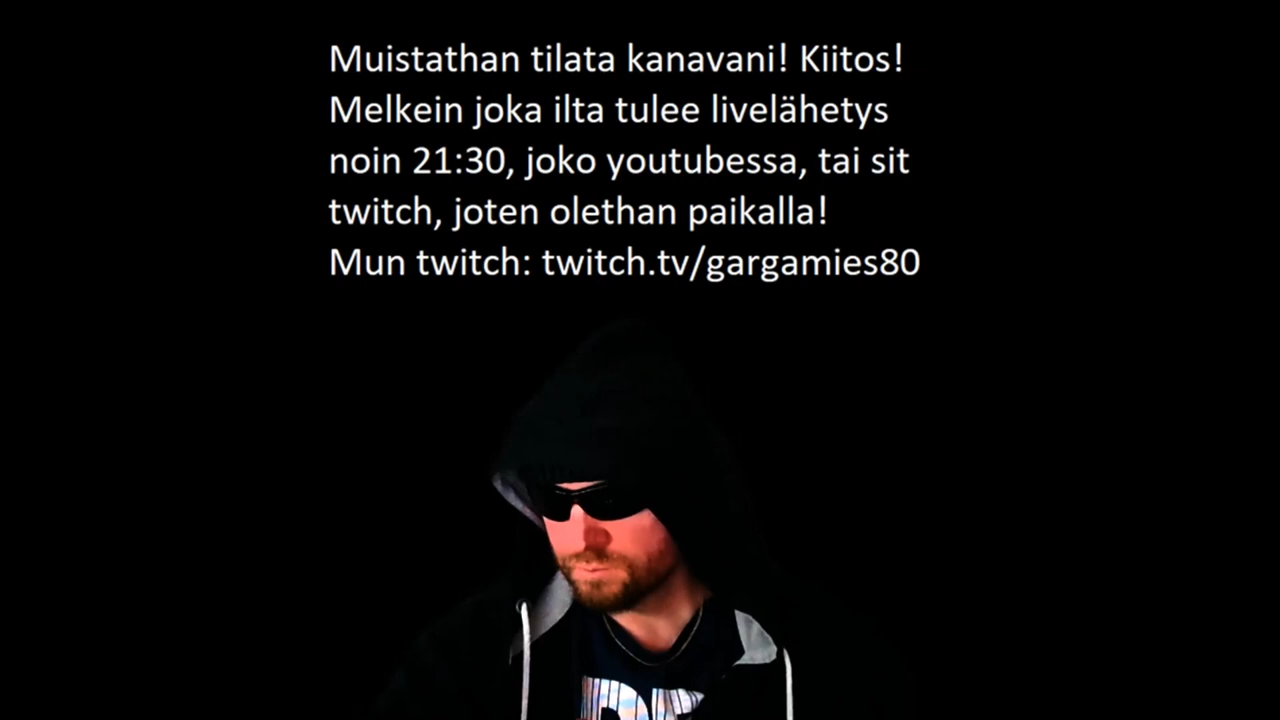 Muistathan tilata kanavani! Kiitos!
Melkein joka ilta tulee livelähetys
noin 21:30, joko youtubessa, tai sit
twitch, joten olethan paikalla!
Mun twitch: twitch.tv/gargamies80